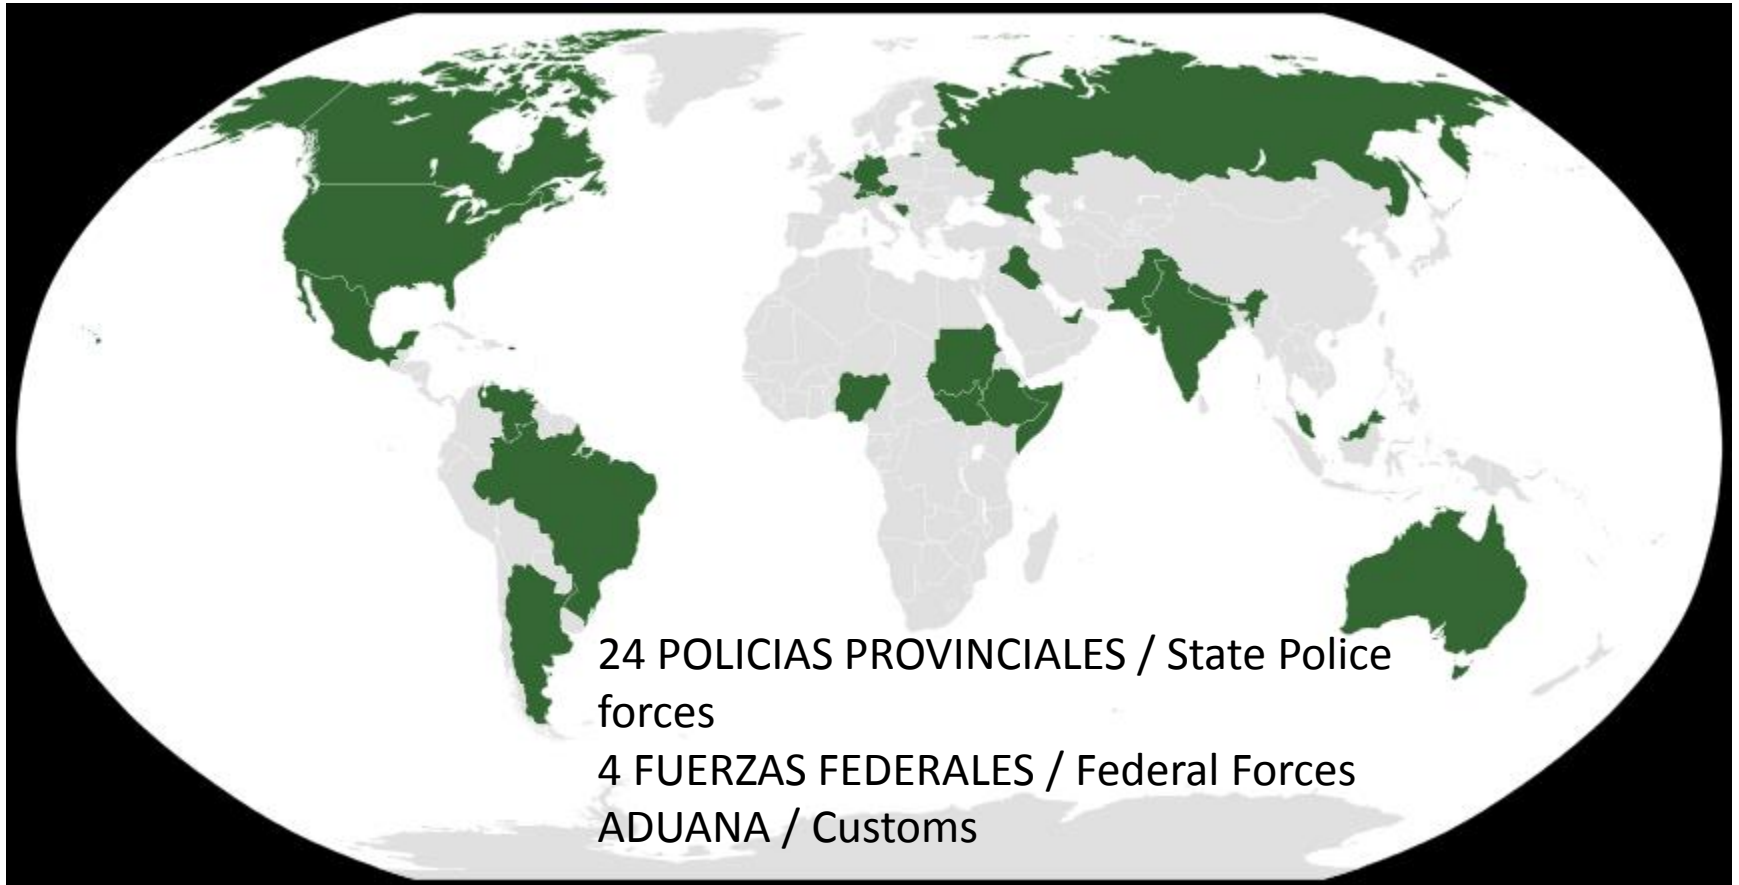 24 POLICIAS PROVINCIALES / State Police
forces
4 FUERZAS FEDERALES / Federal Forces
ADUANA / Customs